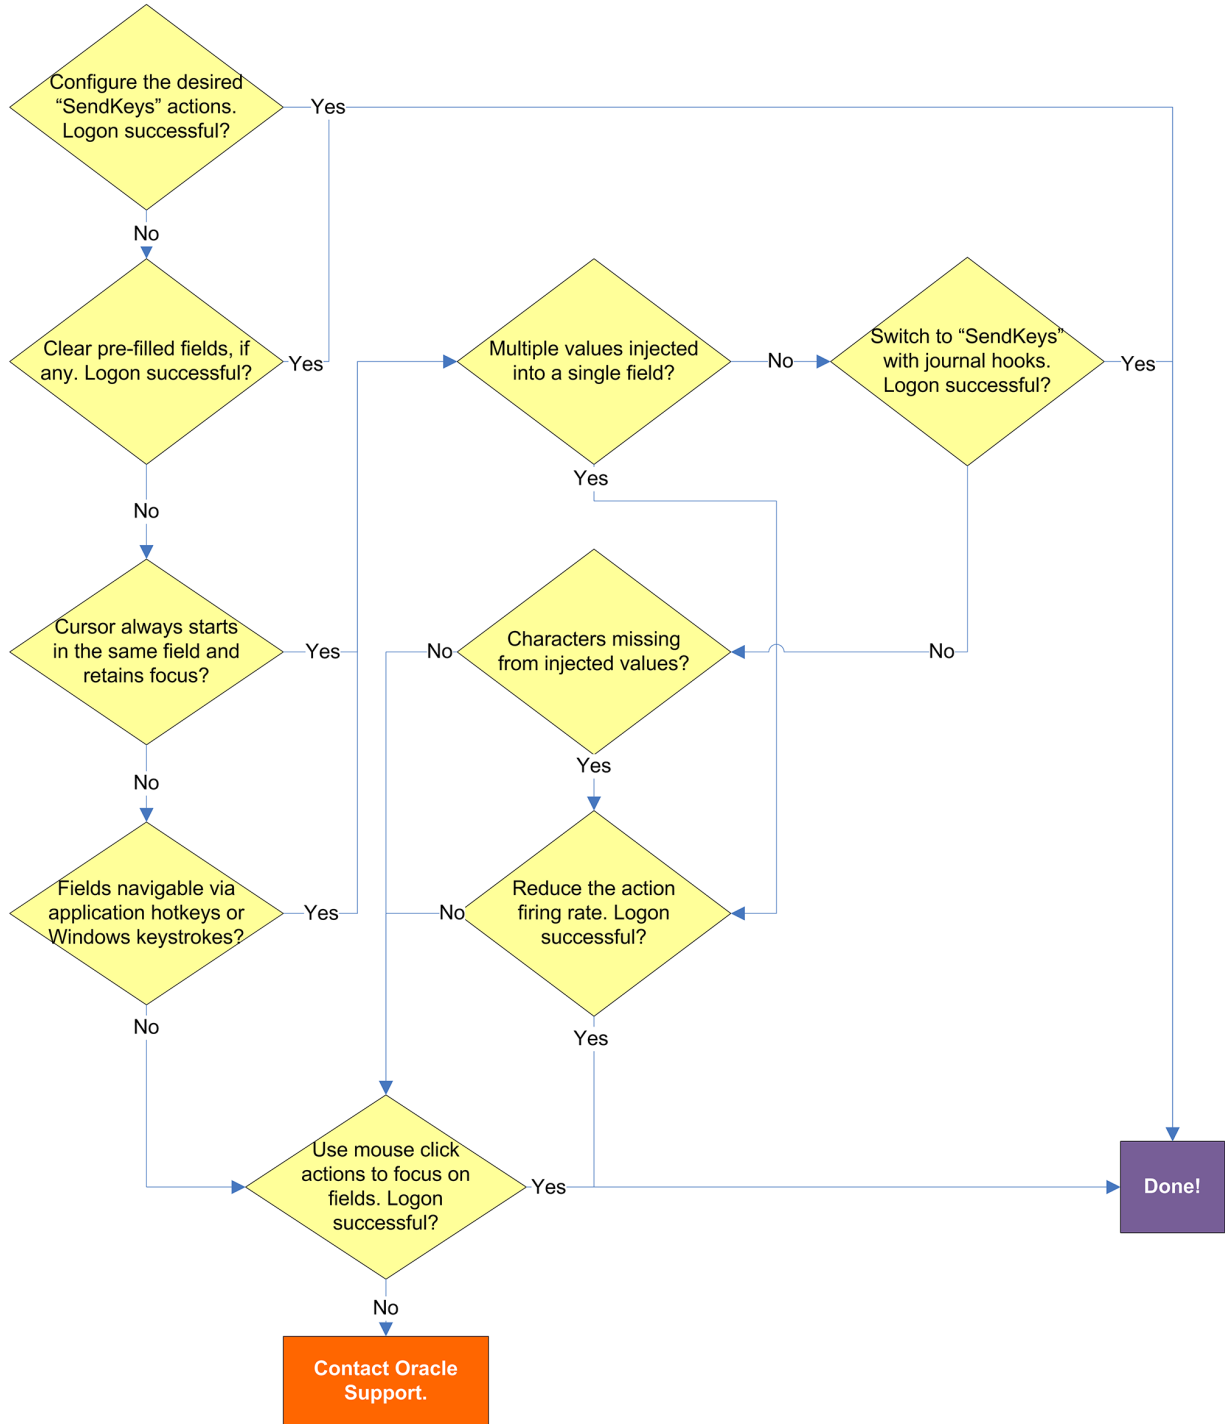 Configure the desired
“SendKeys” actions.
Logon successful?
Yes
No
Clear pre-filled fields, if
any. Logon successful?
Yes
Multiple values injected
into a single field?
No
Switch to “SendKeys”
with journal hooks.
Logon successful?
Yes
Yes
No
Cursor always starts
in the same field and
retains focus?
Yes
No
Characters missing
from injected values?
No
Yes
No
Fields navigable via
application hotkeys or
Windows keystrokes?
Yes
No
Reduce the action
firing rate. Logon
successful?
No
Yes
Use mouse click
actions to focus on
fields. Logon
successful?
Yes
Done!
No
Contact Oracle
Support.